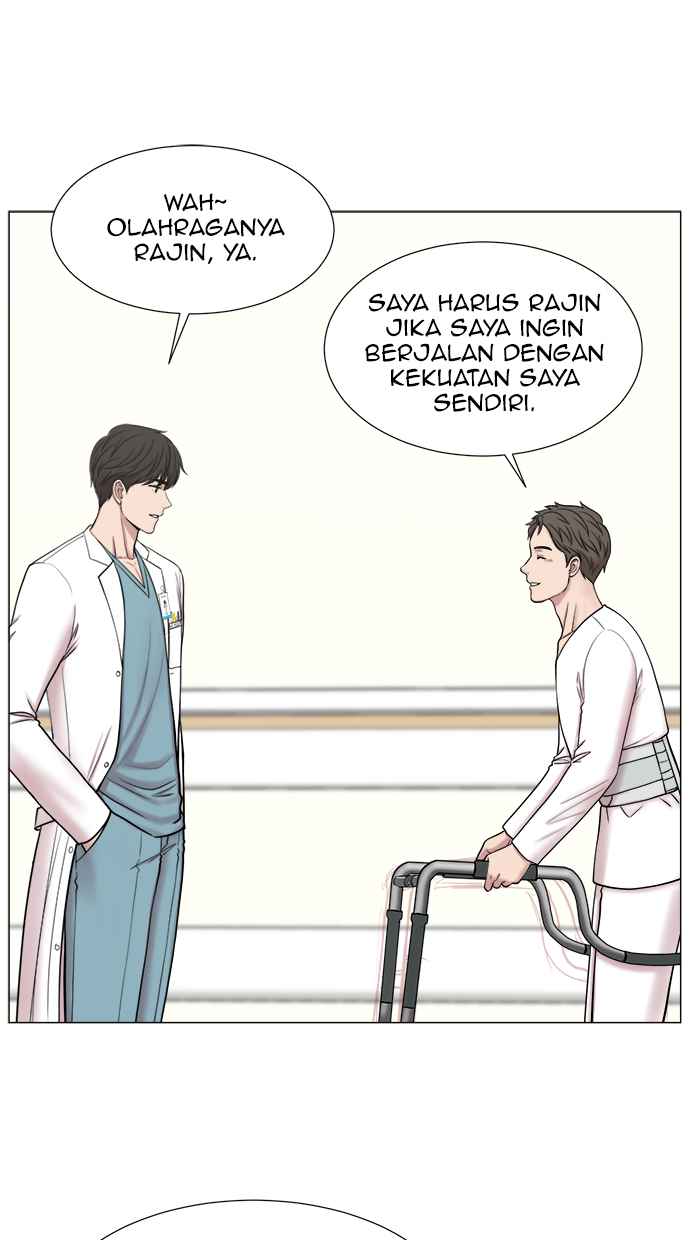 WAH~
OLAHRAGANYA
RAJIN, YA.
SAYA HARUS RAJIN
JIKA SAYA INGIN
BERJALAN DENGAN
KEKUATAN SAYA
SENDIRI.